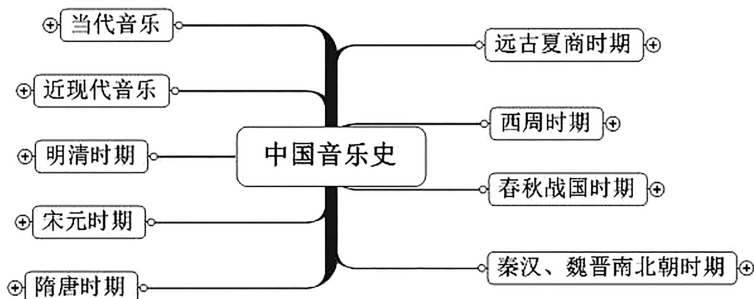 中国音乐史
远古夏商时期
西周时期
春秋战国时期
秦汉、魏晋南北朝时期
隋唐时期
宋元时期
明清时期
近现代音乐
当代音乐